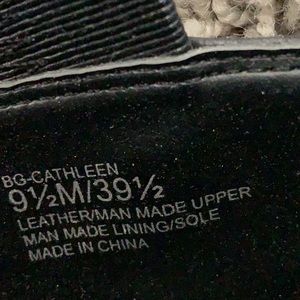 BG-CATHLEEN
9½M/39½
LEATHER/MAN MADE UPPER
MAN MADE LINING/SOLE
MADE IN CHINA